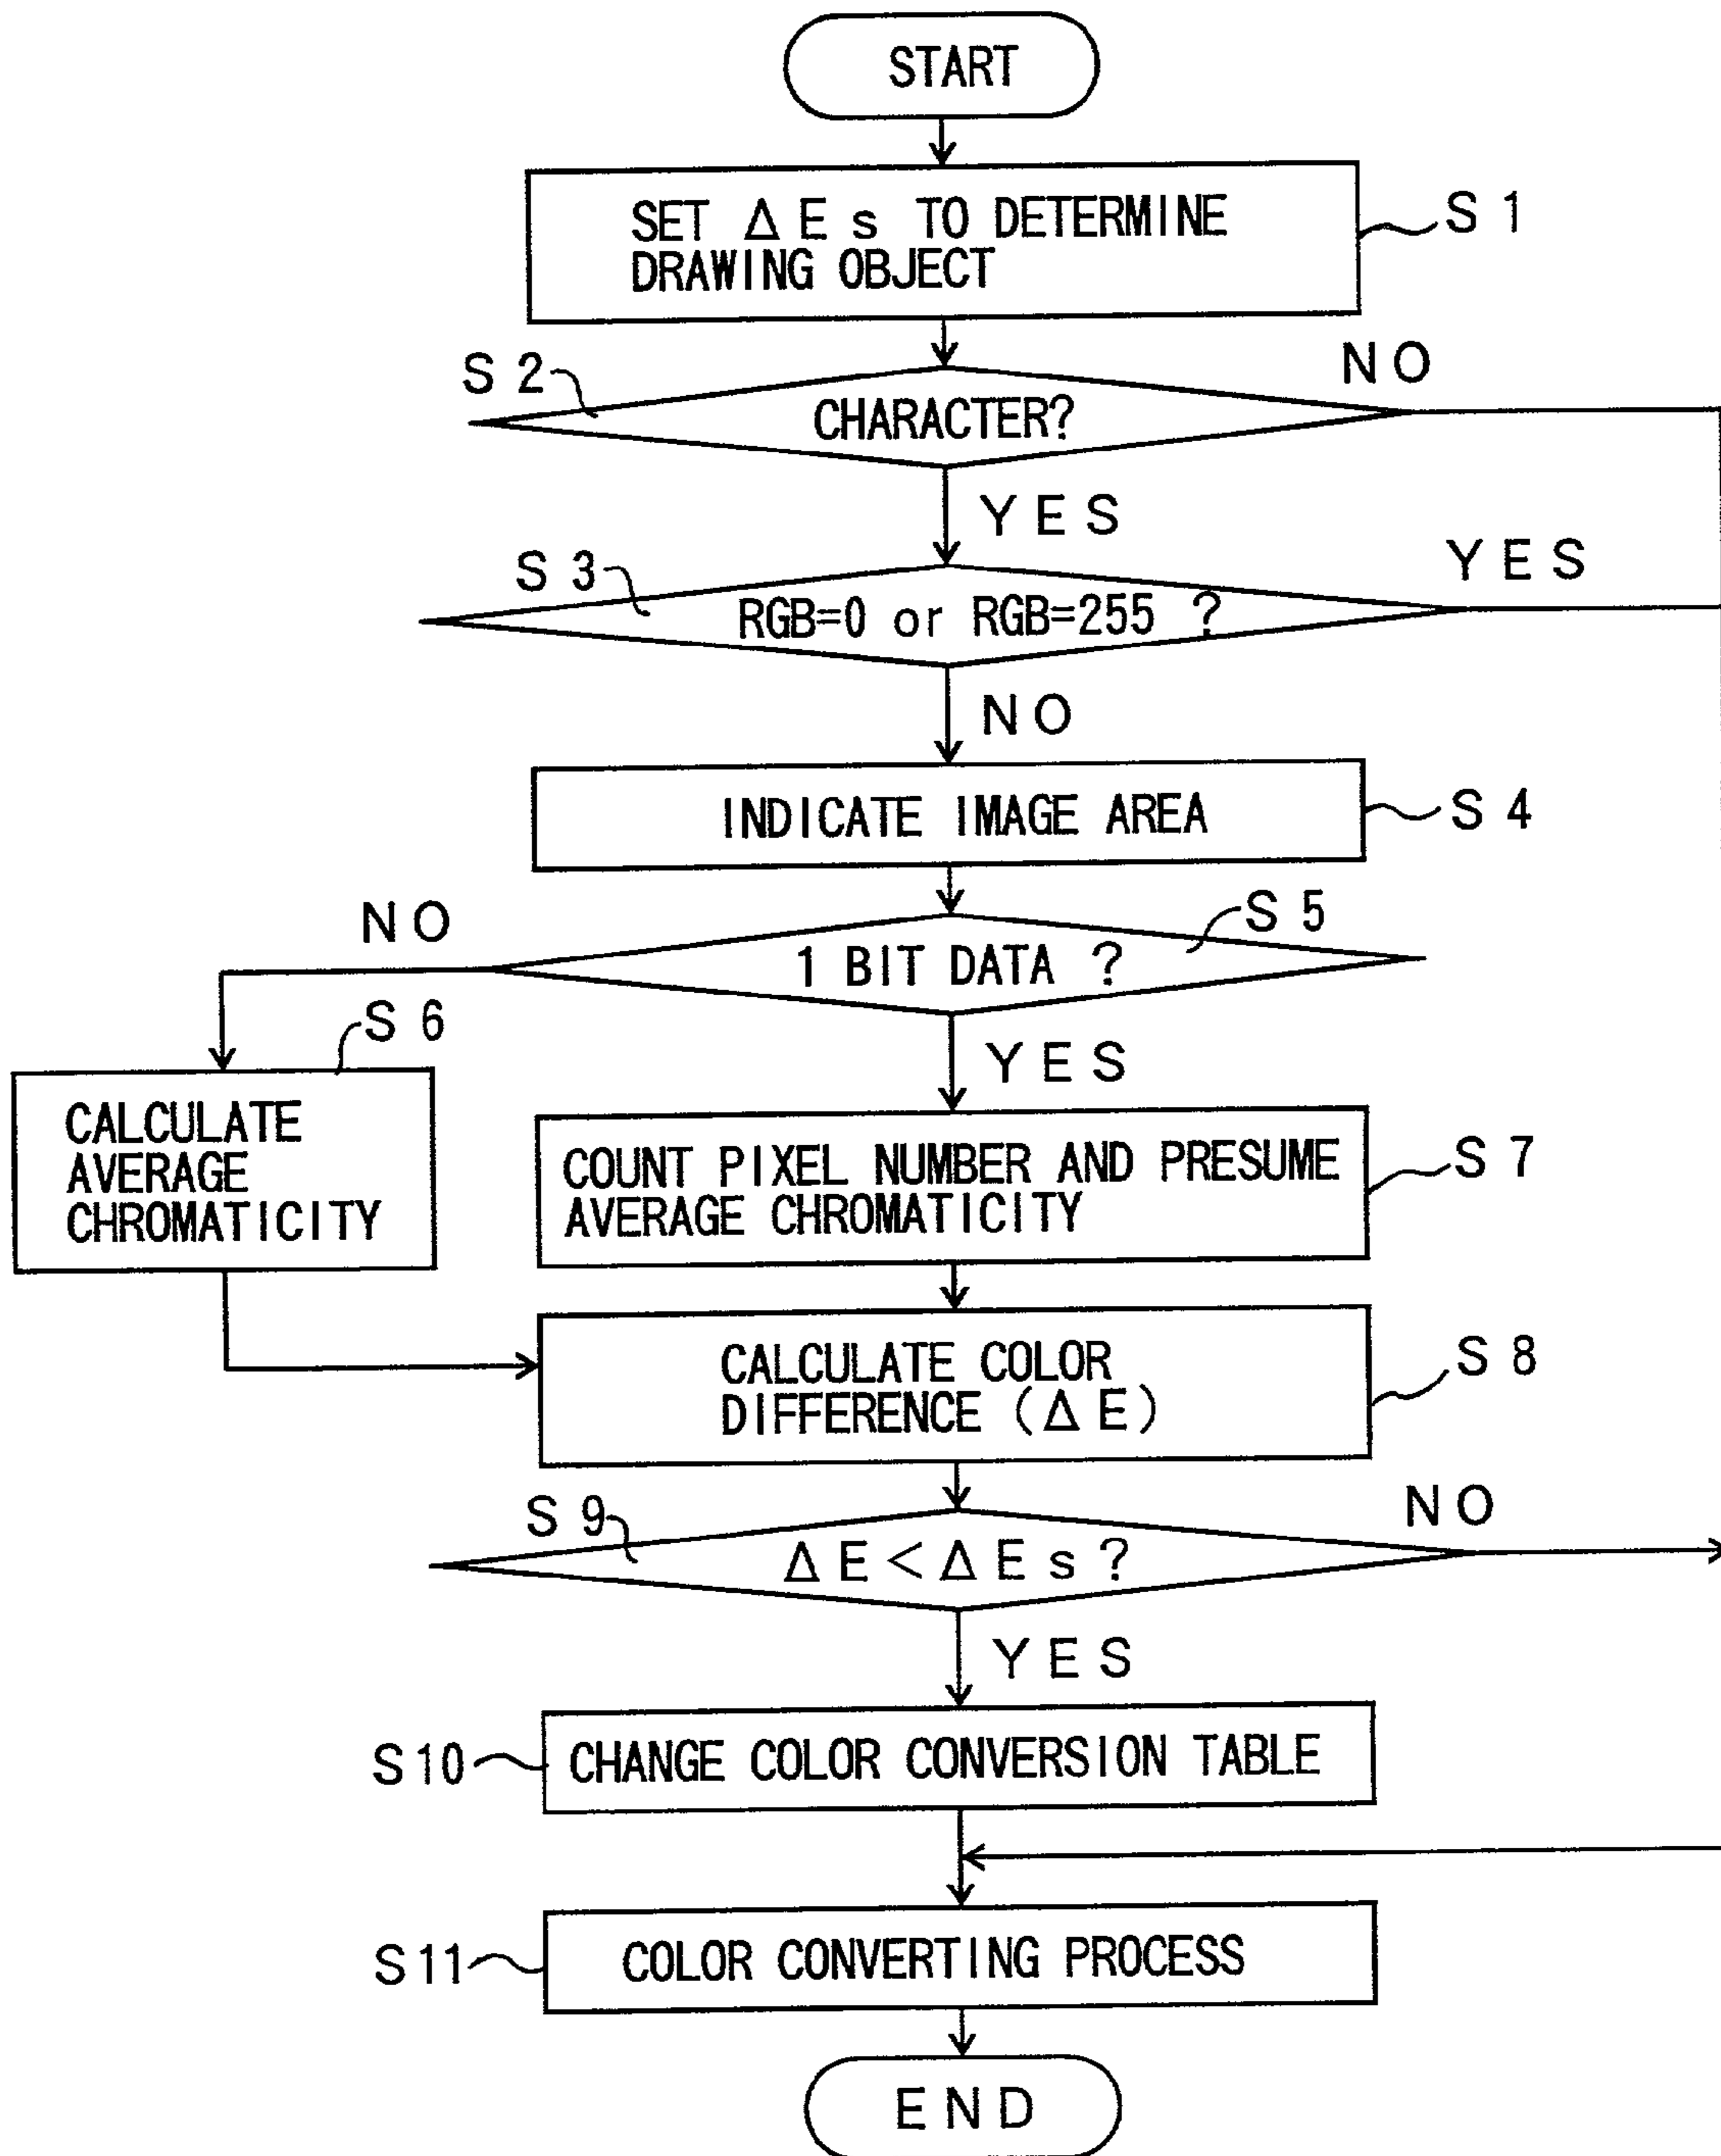 START
SET ΔEs TO DETERMINE
DRAWING OBJECT
S1
S2
CHARACTER?
NO
YES
S3
RGB=0 or RGB=255 ?
YES
NO
INDICATE IMAGE AREA
S4
NO
1 BIT DATA ?
S5
YES
S6
CALCULATE
AVERAGE
CHROMATICITY
COUNT PIXEL NUMBER AND PRESUME
AVERAGE CHROMATICITY
S7
CALCULATE COLOR
DIFFERENCE (ΔE)
S8
S9
ΔE<ΔEs?
NO
YES
S10
CHANGE COLOR CONVERSION TABLE
S11
COLOR CONVERTING PROCESS
END